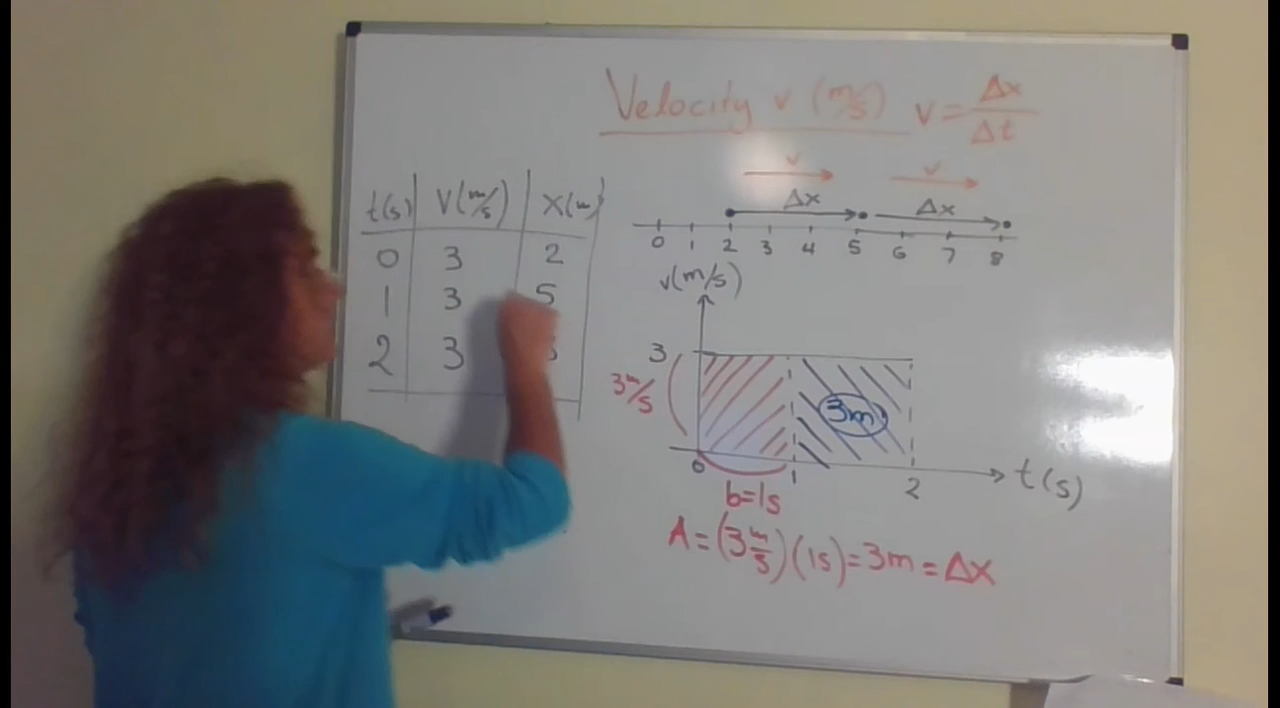 Velocity v (m/s) v = Δx/Δt
v v
Δx Δx
0 1 2 3 4 5 6 7 8
t(s) V(m/s) X(m)
0 3 2
1 3 5
2 3
v(m/s)
3
3 m/s
3m
0 1 2 t(s)
b=1s
A = (3 m/s)(1s) = 3m = Δx